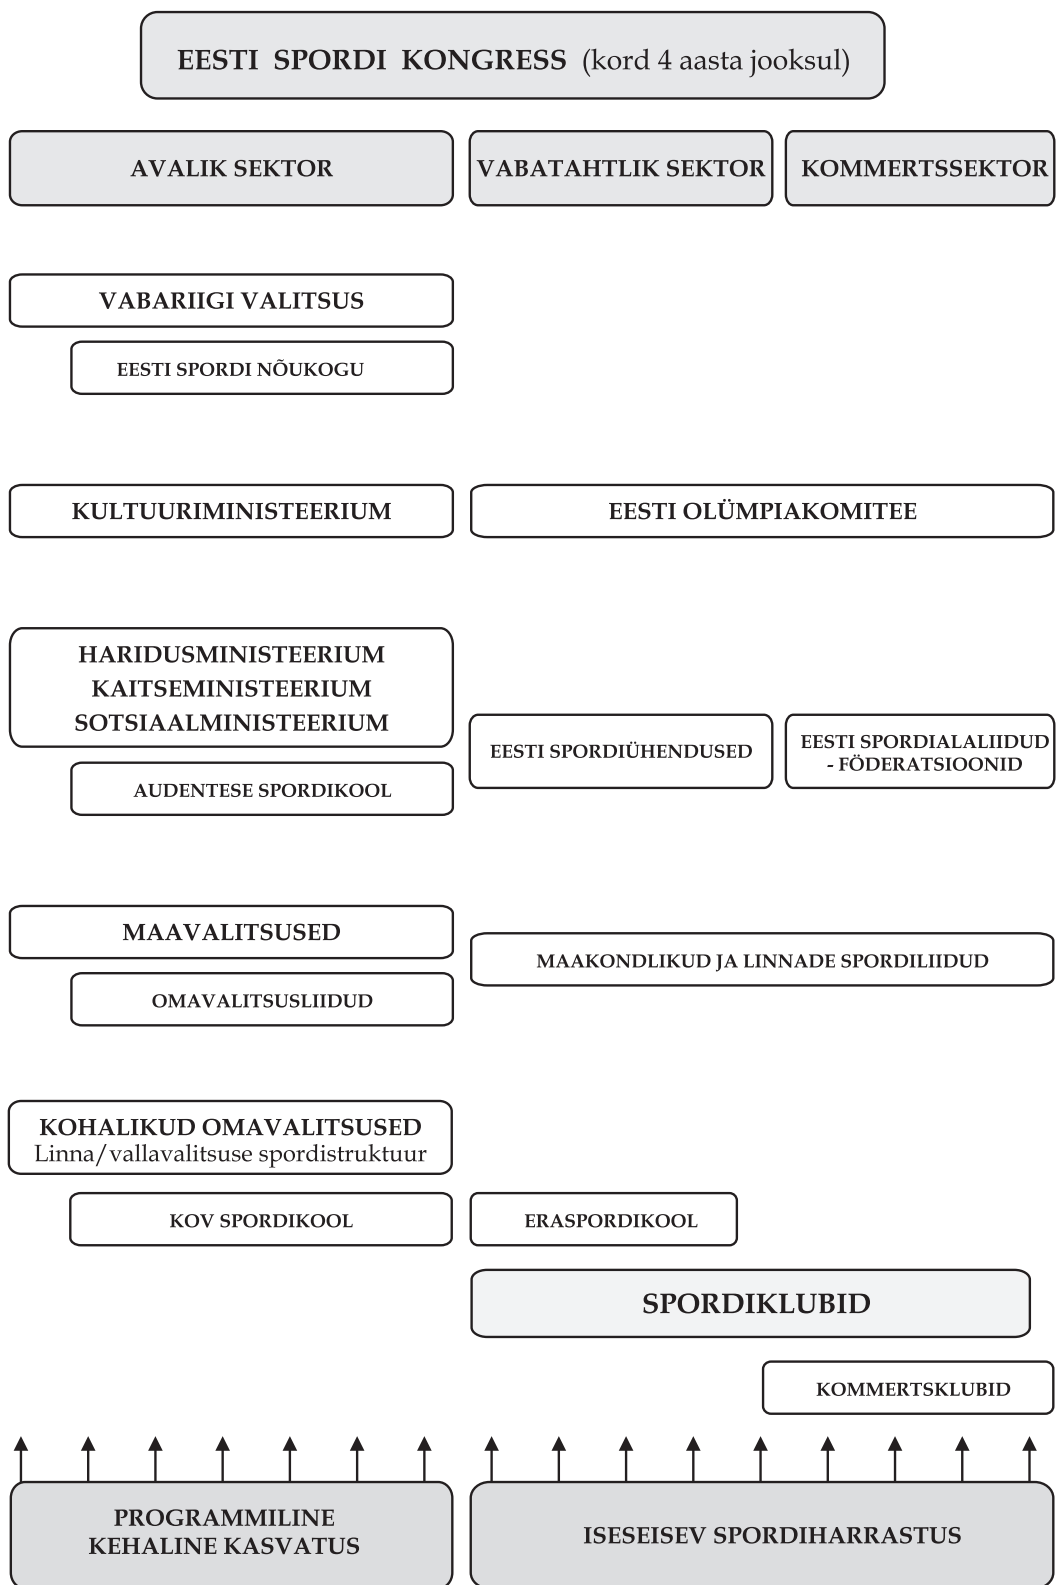 EESTI SPORDI KONGRESS (kord 4 aasta jooksul)
AVALIK SEKTOR
VABATAHTLIK SEKTOR
KOMMERTSSEKTOR
VABARIIGI VALITSUS
EESTI SPORDI NÕUKOGU
KULTUURIMINISTEERIUM
EESTI OLÜMPIAKOMITEE
HARIDUSMINISTEERIUM
KAITSEMINISTEERIUM
SOTSIAALMINISTEERIUM
AUDENTESE SPORDIKOOL
EESTI SPORDIÜHENDUSED
EESTI SPORDIALALIIDUD
- FÖDERATSIOONID
MAAVALITSUSED
OMAVALITSUSLIIDUD
MAAKONDLIKUD JA LINNADE SPORDILIIDUD
KOHALIKUD OMAVALITSUSED
Linna/vallavalitsuse spordistruktuur
KOV SPORDIKOOL
ERASPORDIKOOL
SPORDIKLUBID
KOMMERTSKLUBID
PROGRAMMILINE
KEHALINE KASVATUS
ISESEISEV SPORDIHARRASTUS